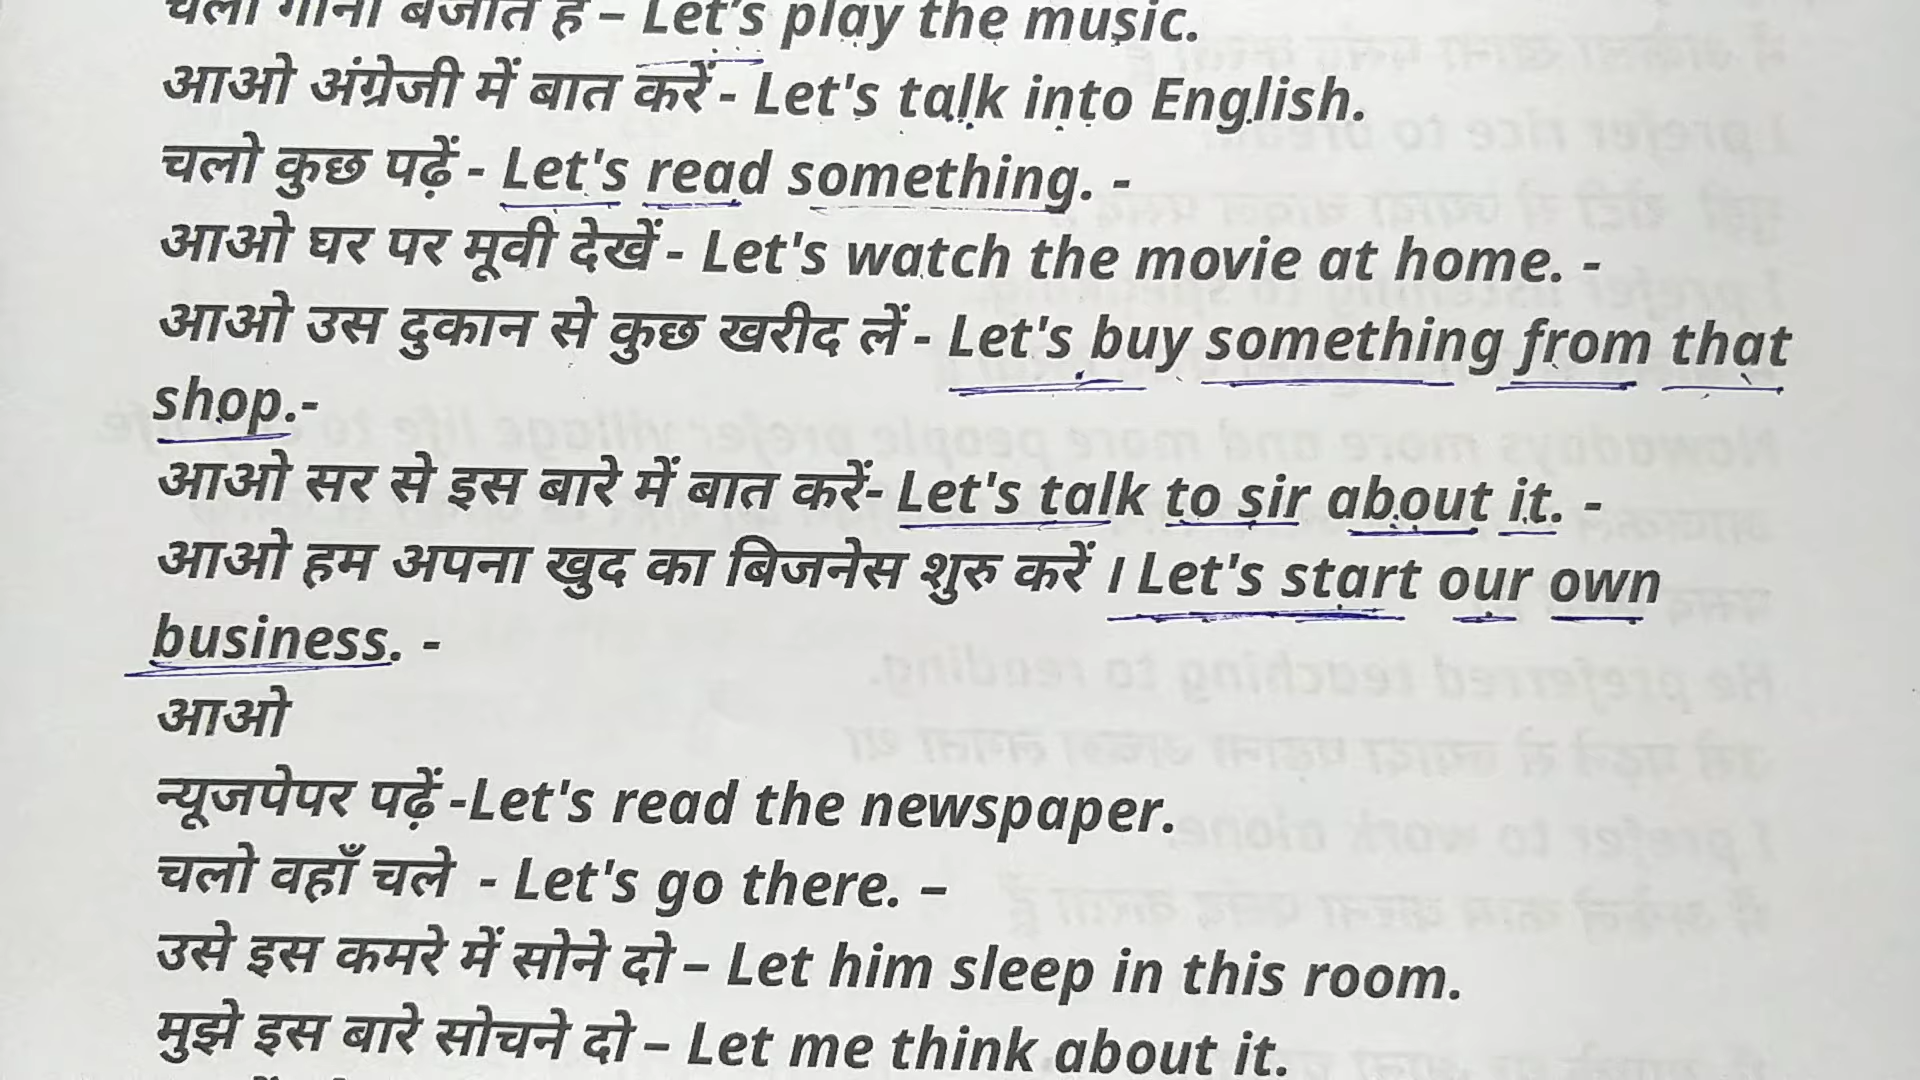 चलो गाना बजाते हैं – Let's play the music.
आओ अंग्रेजी में बात करें - Let's talk into English.
चलो कुछ पढ़ें - Let's read something. -
आओ घर पर मूवी देखें - Let's watch the movie at home. -
आओ उस दुकान से कुछ खरीद लें - Let's buy something from that
shop.-
आओ सर से इस बारे में बात करें- Let's talk to sir about it. -
आओ हम अपना खुद का बिजनेस शुरु करें । Let's start our own
business. -
आओ
न्यूजपेपर पढ़ें -Let's read the newspaper.
चलो वहाँ चले - Let's go there. –
उसे इस कमरे में सोने दो – Let him sleep in this room.
मुझे इस बारे सोचने दो – Let me think about it.